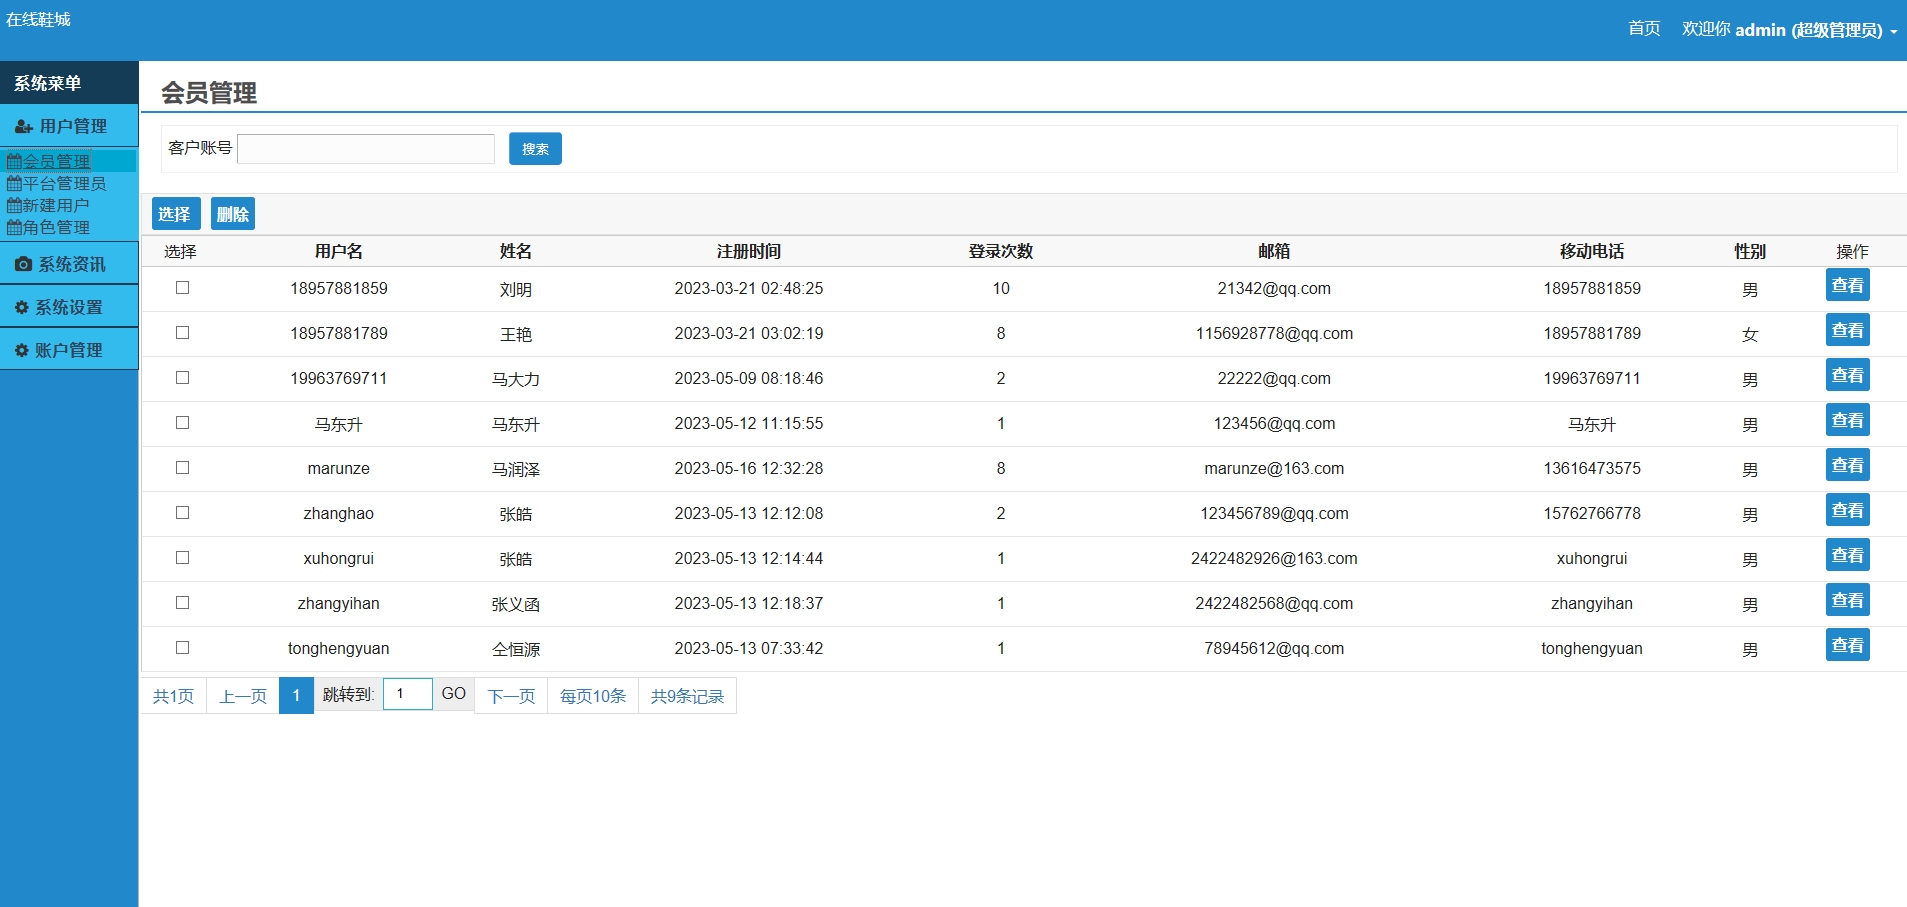 在线鞋城
首页 欢迎你 admin (超级管理员)
系统菜单
用户管理
会员管理
平台管理员
新建用户
角色管理
系统资讯
系统设置
账户管理
会员管理
客户账号 搜索
选择 删除
选择 用户名 姓名 注册时间 登录次数 邮箱 移动电话 性别 操作
18957881859 刘明 2023-03-21 02:48:25 10 21342@qq.com 18957881859 男 查看
18957881789 王艳 2023-03-21 03:02:19 8 1156928778@qq.com 18957881789 女 查看
19963769711 马大力 2023-05-09 08:18:46 2 22222@qq.com 19963769711 男 查看
马东升 马东升 2023-05-12 11:15:55 1 123456@qq.com 马东升 男 查看
marunze 马润泽 2023-05-16 12:32:28 8 marunze@163.com 13616473575 男 查看
zhanghao 张皓 2023-05-13 12:12:08 2 123456789@qq.com 15762766778 男 查看
xuhongrui 张皓 2023-05-13 12:14:44 1 2422482926@163.com xuhongrui 男 查看
zhangyihan 张义函 2023-05-13 12:18:37 1 2422482568@qq.com zhangyihan 男 查看
tonghengyuan 仝恒源 2023-05-13 07:33:42 1 78945612@qq.com tonghengyuan 男 查看
共1页 上一页 1 跳转到: 1 GO 下一页 每页10条 共9条记录